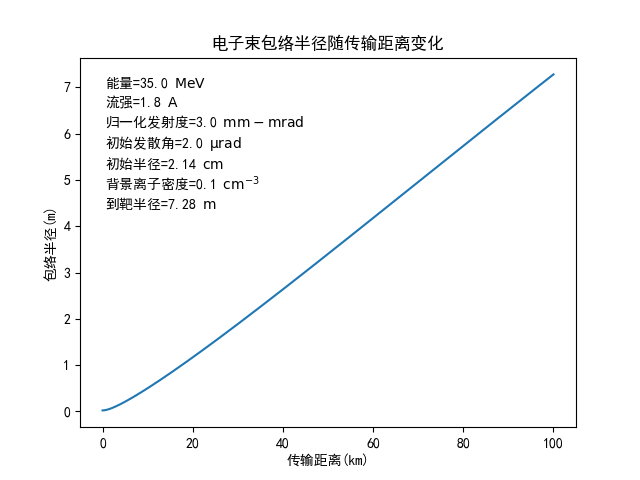 电子束包络半径随传输距离变化
能量=35.0 MeV
流强=1.8 A
归一化发射度=3.0 mm − mrad
初始发散角=2.0 μrad
初始半径=2.14 cm
背景离子密度=0.1 cm⁻³
到靶半径=7.28 m
包络半径(m)
7
6
5
4
3
2
1
0
0 20 40 60 80 100
传输距离(km)